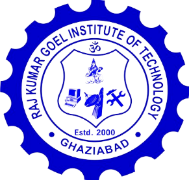 RAJ KUMAR GOEL INSTITUTE OF TECHNOLOGY
ॐ
Estd. 2000
• GHAZIABAD •